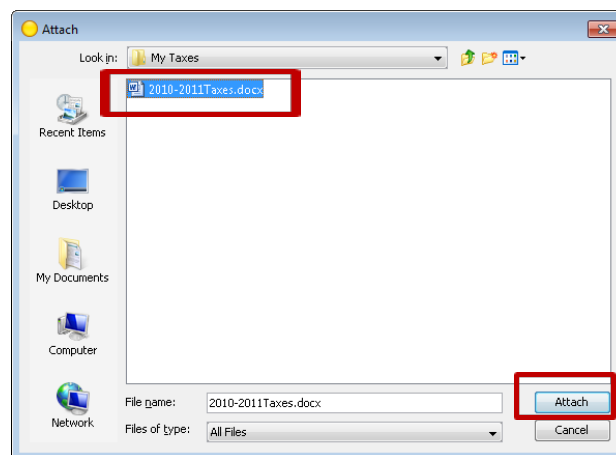 Attach
Look in: My Taxes
2010-2011Taxes.docx
Recent Items
Desktop
My Documents
Computer
Network
File name: 2010-2011Taxes.docx Attach
Files of type: All Files Cancel